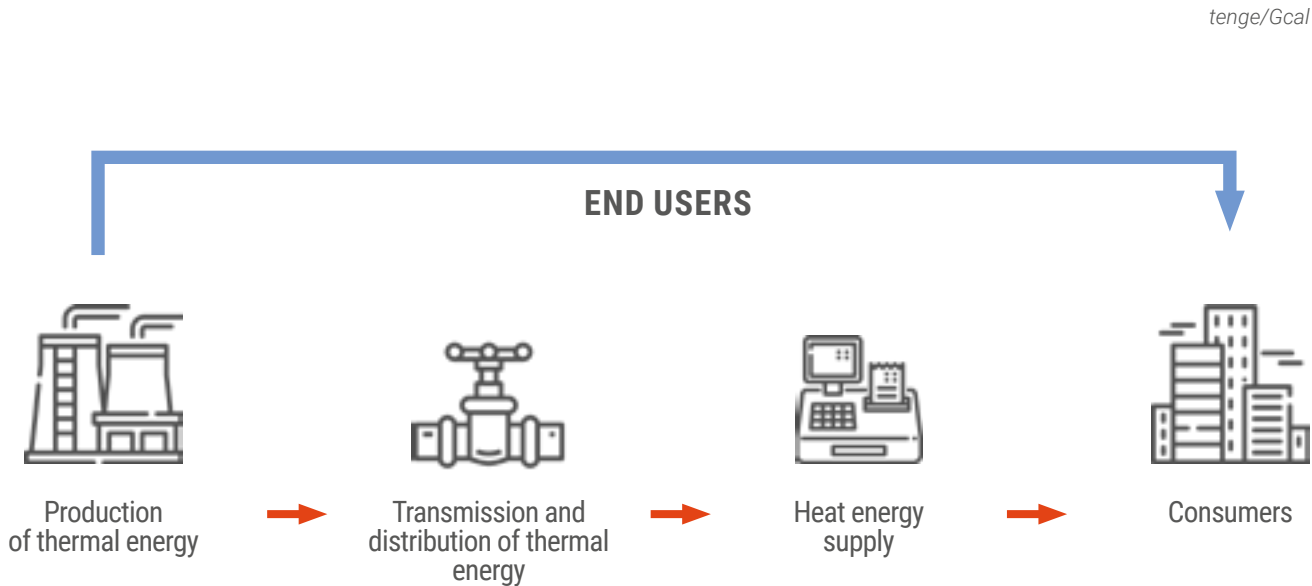 tenge/Gcal
END USERS
Production
of thermal energy
Transmission and
distribution of thermal
energy
Heat energy
supply
Consumers